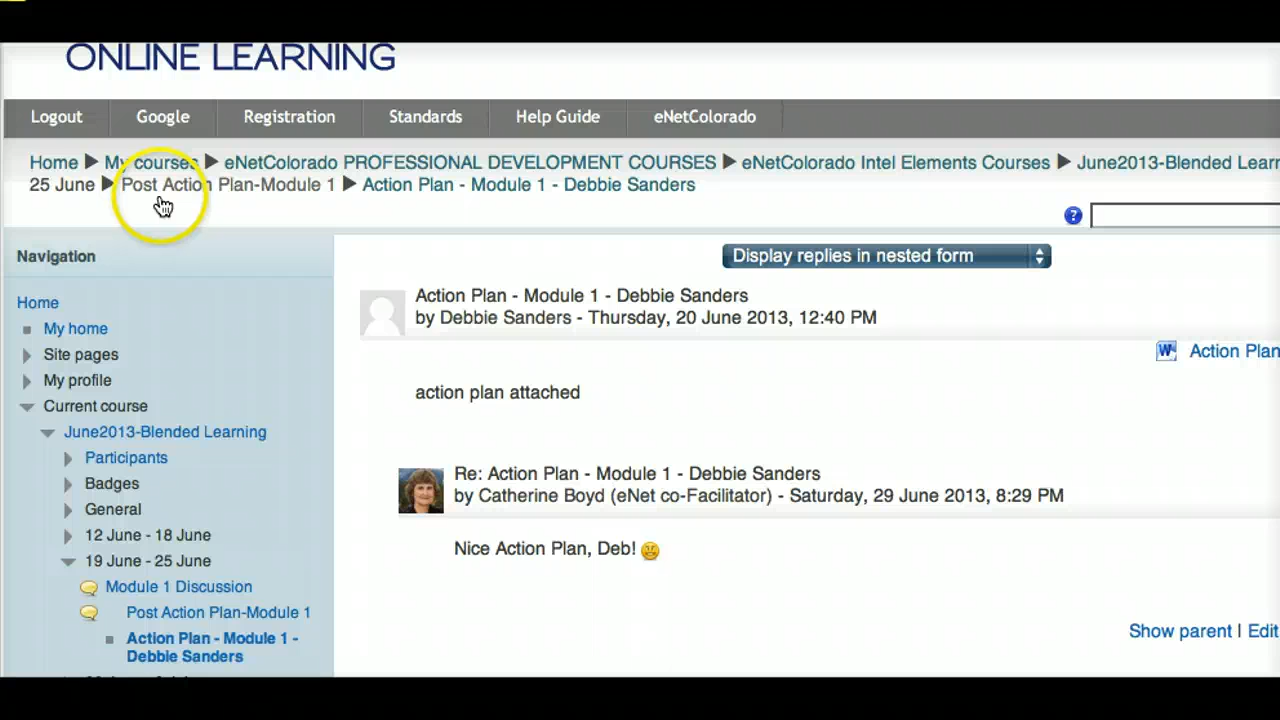 ONLINE LEARNING
Logout Google Registration Standards Help Guide eNetColorado
Home ▶ My courses ▶ eNetColorado PROFESSIONAL DEVELOPMENT COURSES ▶ eNetColorado Intel Elements Courses ▶ June2013-Blended Learn
25 June ▶ Post Action Plan-Module 1 ▶ Action Plan - Module 1 - Debbie Sanders
?
Navigation
Home
My home
Site pages
My profile
Current course
June2013-Blended Learning
Participants
Badges
General
12 June - 18 June
19 June - 25 June
Module 1 Discussion
Post Action Plan-Module 1
Action Plan - Module 1 -
Debbie Sanders
Display replies in nested form
Action Plan - Module 1 - Debbie Sanders
by Debbie Sanders - Thursday, 20 June 2013, 12:40 PM
W Action Plan
action plan attached
Re: Action Plan - Module 1 - Debbie Sanders
by Catherine Boyd (eNet co-Facilitator) - Saturday, 29 June 2013, 8:29 PM
Nice Action Plan, Deb!
Show parent | Edit